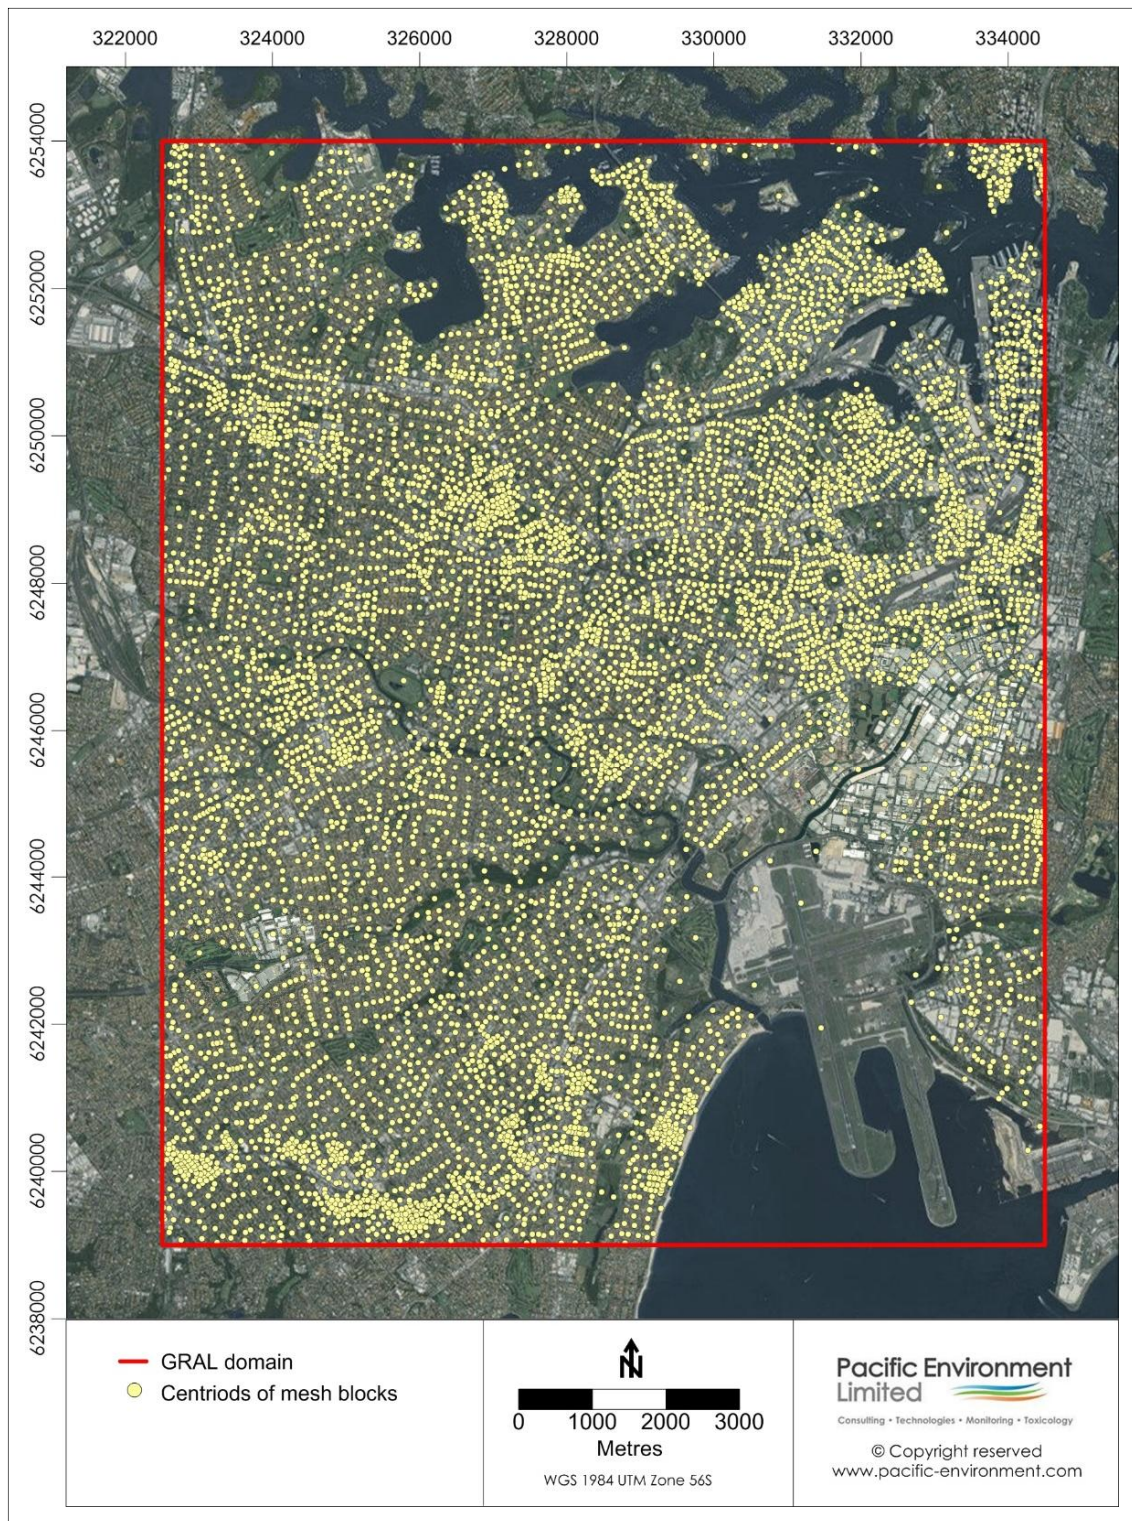 322000 324000 326000 328000 330000 332000 334000
6254000
6252000
6250000
6248000
6246000
6244000
6242000
6240000
6238000
GRAL domain
Centriods of mesh blocks
N
0 1000 2000 3000
Metres
WGS 1984 UTM Zone 56S
Pacific Environment
Limited
Consulting • Technologies • Monitoring • Toxicology
© Copyright reserved
www.pacific-environment.com